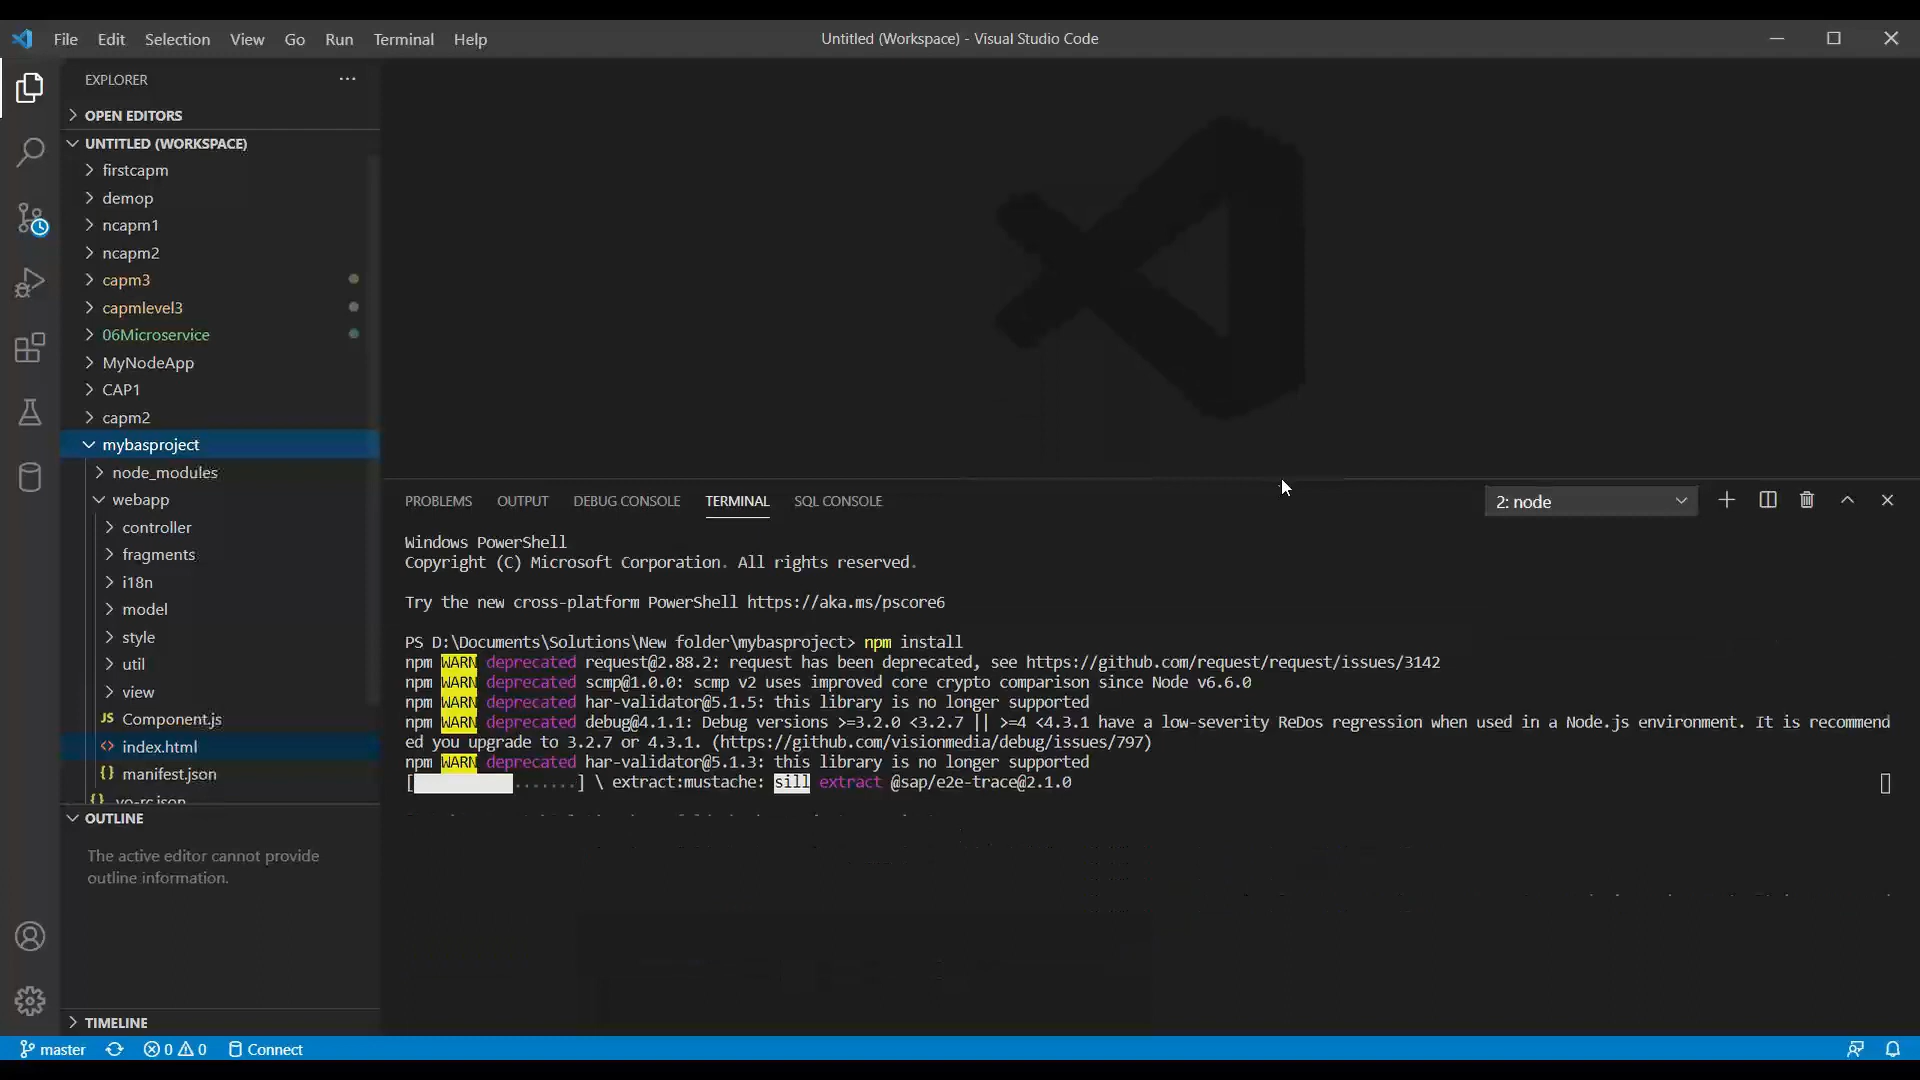 File Edit Selection View Go Run Terminal Help
Untitled (Workspace) - Visual Studio Code
EXPLORER
OPEN EDITORS
UNTITLED (WORKSPACE)
firstcapm
demop
ncapm1
ncapm2
capm3
capmlevel3
06Microservice
MyNodeApp
CAP1
capm2
mybasproject
node_modules
webapp
controller
fragments
i18n
model
style
util
view
JS Component.js
<> index.html
{} manifest.json
{} yo-rc.json
OUTLINE
The active editor cannot provide
outline information.
TIMELINE
PROBLEMS OUTPUT DEBUG CONSOLE TERMINAL SQL CONSOLE
2: node
Windows PowerShell
Copyright (C) Microsoft Corporation. All rights reserved.
Try the new cross-platform PowerShell https://aka.ms/pscore6
PS D:\Documents\Solutions\New folder\mybasproject> npm install
npm WARN deprecated request@2.88.2: request has been deprecated, see https://github.com/request/request/issues/3142
npm WARN deprecated scmp@1.0.0: scmp v2 uses improved core crypto comparison since Node v6.6.0
npm WARN deprecated har-validator@5.1.5: this library is no longer supported
npm WARN deprecated debug@4.1.1: Debug versions >=3.2.0 <3.2.7 || >=4 <4.3.1 have a low-severity ReDos regression when used in a Node.js environment. It is recommend
ed you upgrade to 3.2.7 or 4.3.1. (https://github.com/visionmedia/debug/issues/797)
npm WARN deprecated har-validator@5.1.3: this library is no longer supported
[.......] \ extract:mustache: sill extract @sap/e2e-trace@2.1.0
master 0 0 Connect